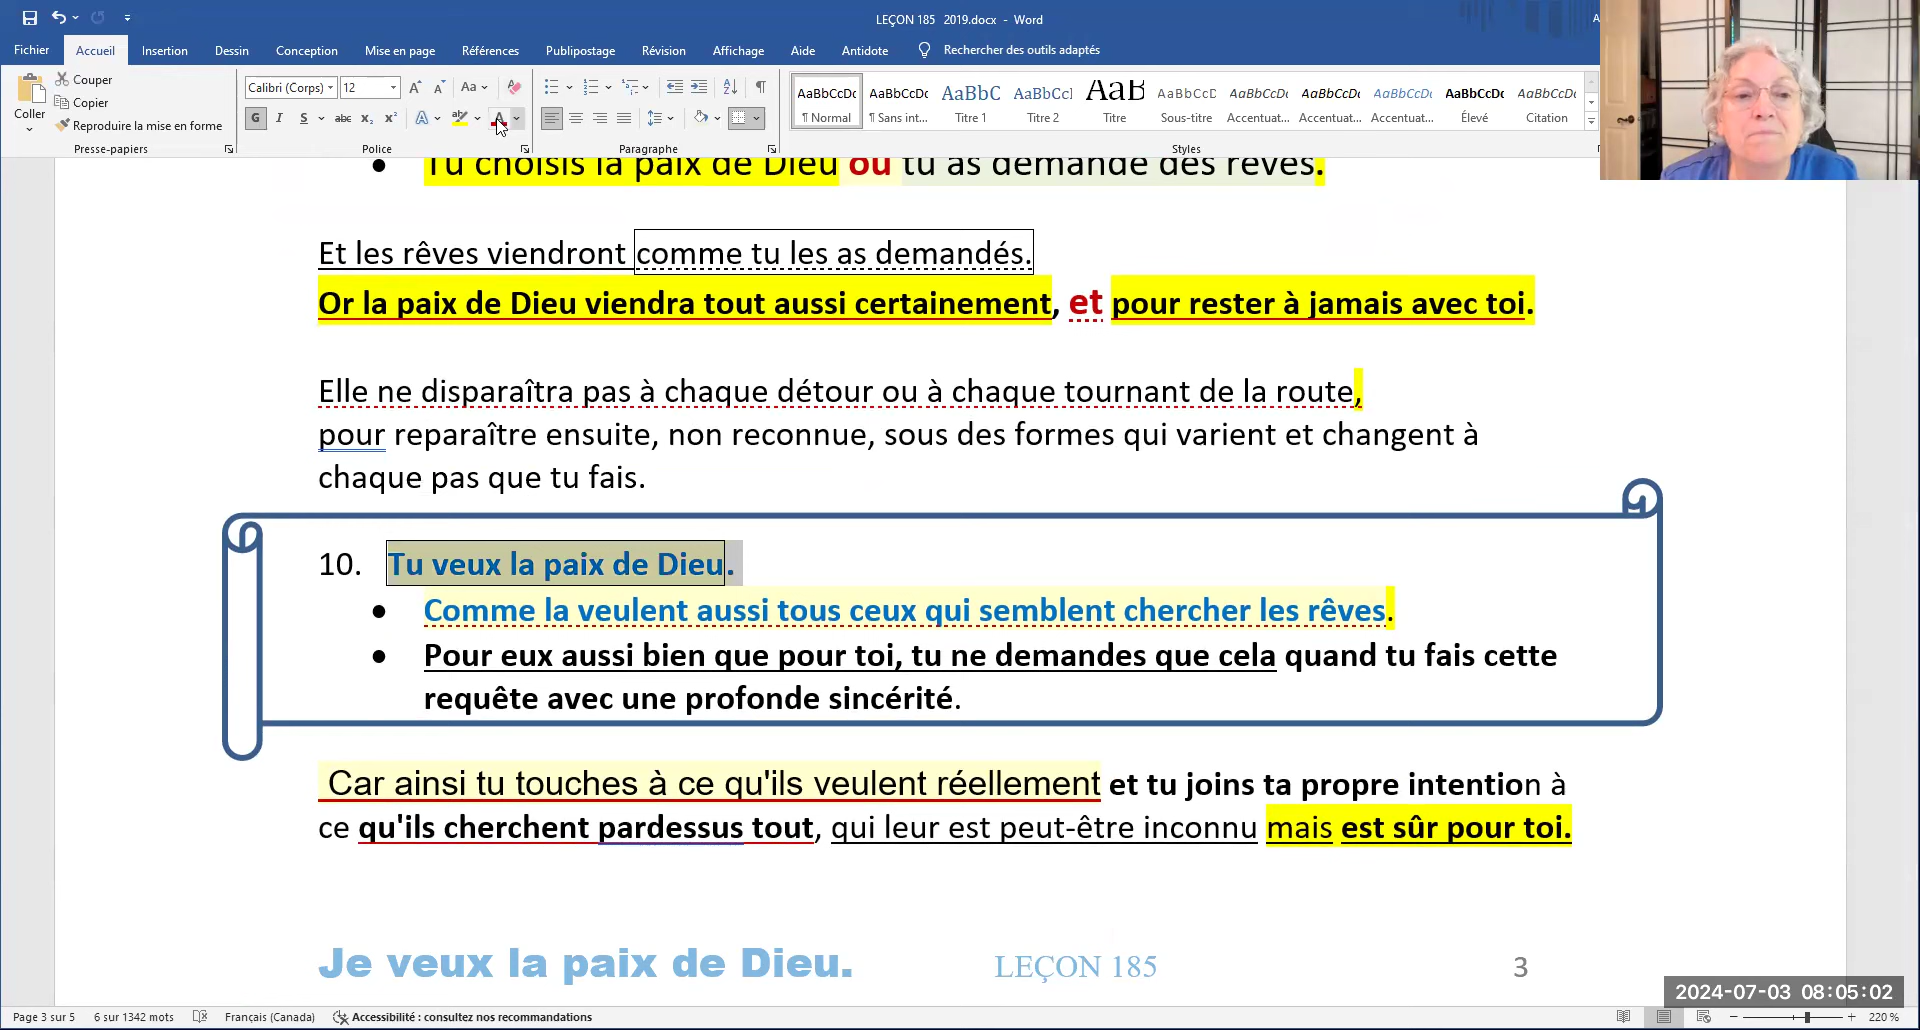 LEÇON 185 2019.docx - Word
Fichier Accueil Insertion Dessin Conception Mise en page Références Publipostage Révision Affichage Aide Antidote Rechercher des outils adaptés
Coller
Couper
Copier
Reproduire la mise en forme
Presse-papiers
Calibri (Corps) 12
Police
Paragraphe
AaBbCcDc AaBbCcDc AaBbC AaBbCcI AaB AaBbCcD AaBbCcDc AaBbCcDc AaBbCcDc AaBbCcDc AaBbCcDc
¶ Normal ¶ Sans int... Titre 1 Titre 2 Titre Sous-titre Accentuat... Accentuat... Accentuat... Élevé Citation
Styles
• Tu choisis la paix de Dieu ou tu as demandé des rêves.
Et les rêves viendront comme tu les as demandés.
Or la paix de Dieu viendra tout aussi certainement, et pour rester à jamais avec toi.
Elle ne disparaîtra pas à chaque détour ou à chaque tournant de la route,
pour reparaître ensuite, non reconnue, sous des formes qui varient et changent à
chaque pas que tu fais.
10. Tu veux la paix de Dieu.
• Comme la veulent aussi tous ceux qui semblent chercher les rêves.
• Pour eux aussi bien que pour toi, tu ne demandes que cela quand tu fais cette
requête avec une profonde sincérité.
Car ainsi tu touches à ce qu'ils veulent réellement et tu joins ta propre intention à
ce qu'ils cherchent pardessus tout, qui leur est peut-être inconnu mais est sûr pour toi.
Je veux la paix de Dieu. LEÇON 185 3
2024-07-03 08:05:02
Page 3 sur 5 6 sur 1342 mots Français (Canada) Accessibilité : consultez nos recommandations 220 %